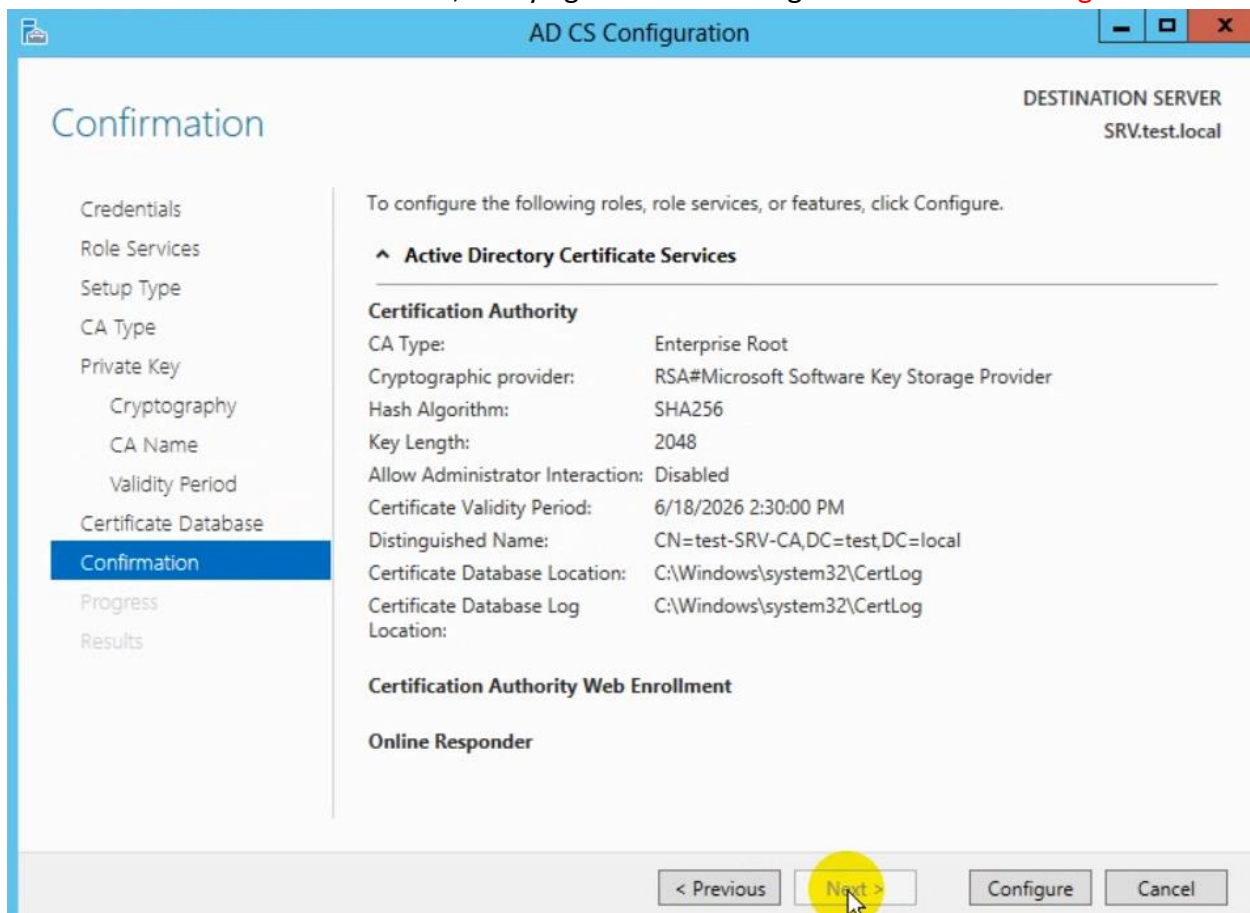 AD CS Configuration
DESTINATION SERVER
SRV.test.local
Confirmation
Credentials
Role Services
Setup Type
CA Type
Private Key
Cryptography
CA Name
Validity Period
Certificate Database
Confirmation
Progress
Results
To configure the following roles, role services, or features, click Configure.
Active Directory Certificate Services
Certification Authority
CA Type: Enterprise Root
Cryptographic provider: RSA#Microsoft Software Key Storage Provider
Hash Algorithm: SHA256
Key Length: 2048
Allow Administrator Interaction: Disabled
Certificate Validity Period: 6/18/2026 2:30:00 PM
Distinguished Name: CN=test-SRV-CA,DC=test,DC=local
Certificate Database Location: C:\Windows\system32\CertLog
Certificate Database Log C:\Windows\system32\CertLog
Location:
Certification Authority Web Enrollment
Online Responder
< Previous Next > Configure Cancel